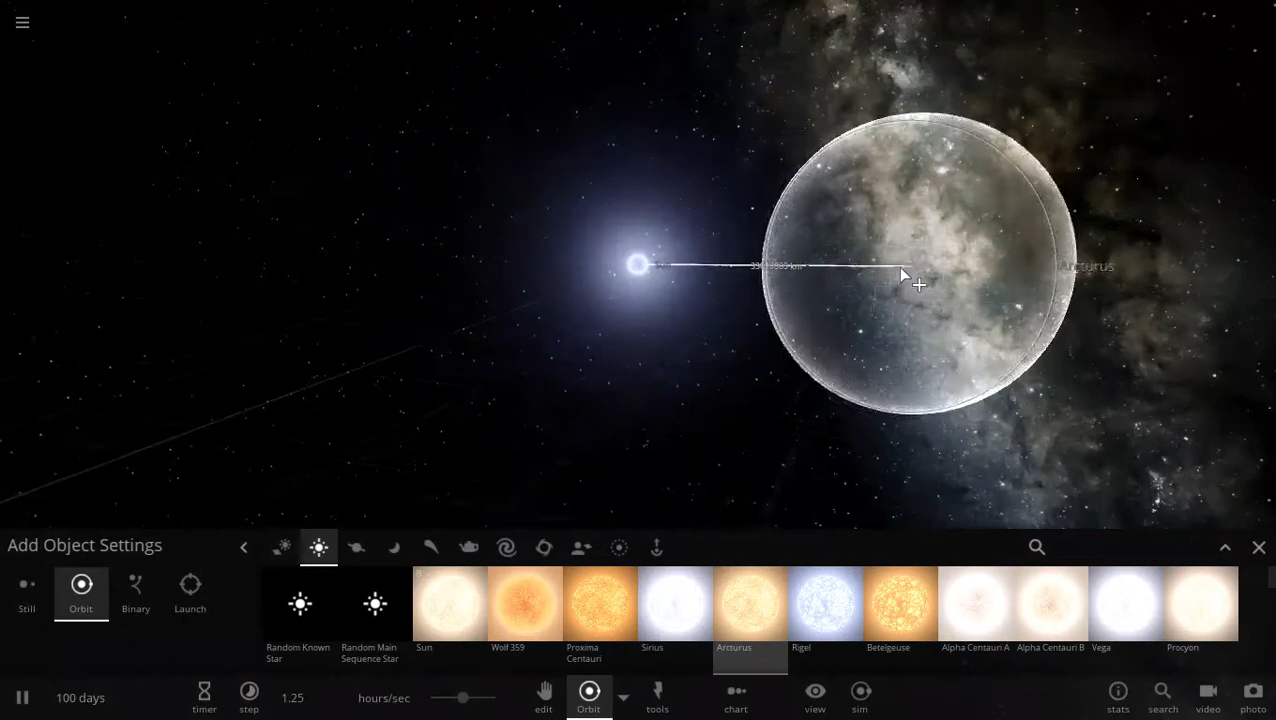 Arcturus
Add Object Settings
Still
Orbit
Binary
Launch
Random Known Star
Random Main Sequence Star
Sun
Wolf 359
Proxima Centauri
Sirius
Arcturus
Rigel
Betelgeuse
Alpha Centauri A
Alpha Centauri B
Vega
Procyon
100 days
timer
step
1.25
hours/sec
edit
Orbit
tools
chart
view
sim
stats
search
video
photo